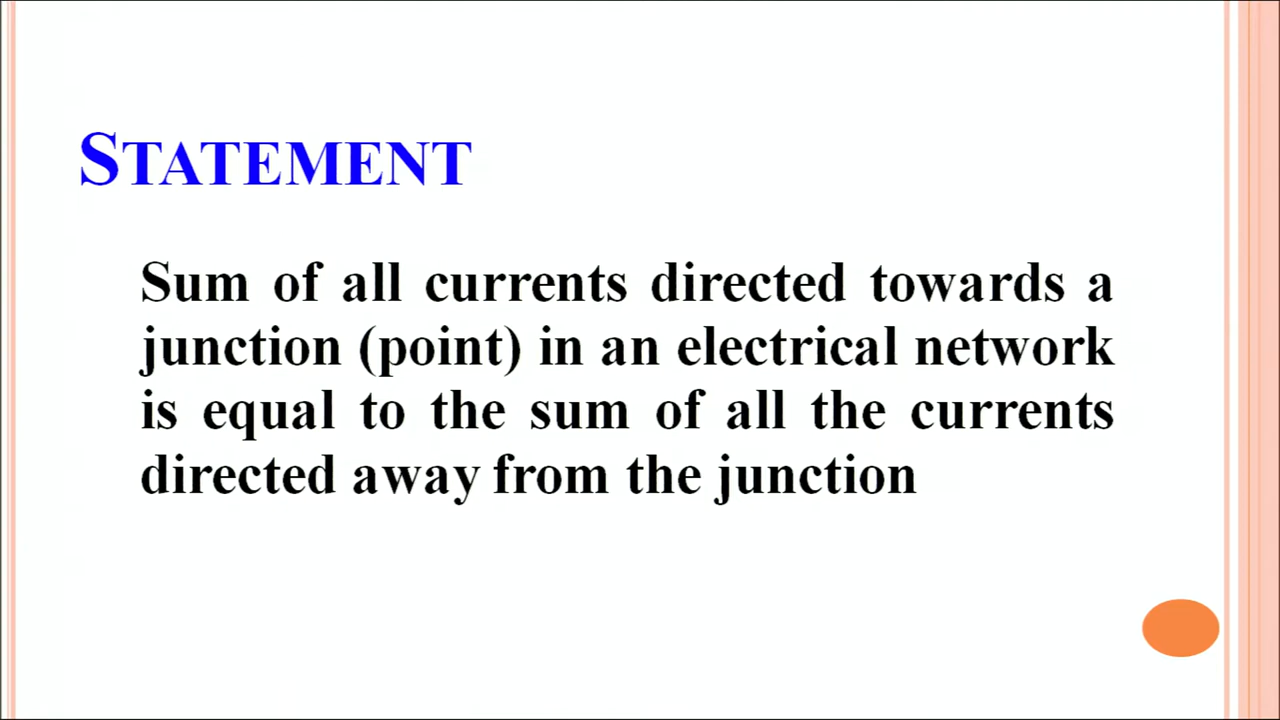 STATEMENT
Sum of all currents directed towards a
junction (point) in an electrical network
is equal to the sum of all the currents
directed away from the junction